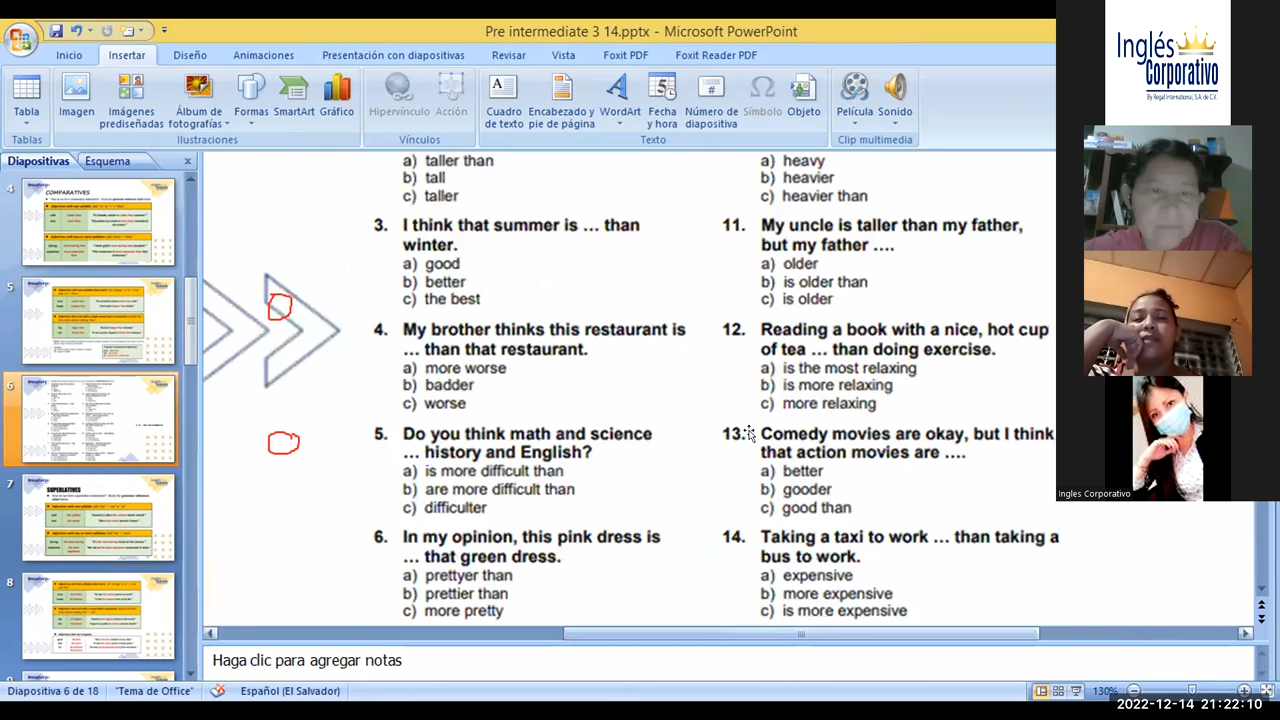 Pre intermediate 3 14.pptx - Microsoft PowerPoint
Inicio Insertar Diseño Animaciones Presentación con diapositivas Revisar Vista Foxit PDF Foxit Reader PDF
Tabla
Imagen
Imágenes prediseñadas
Álbum de fotografías
Formas
SmartArt
Gráfico
Hipervínculo
Acción
Cuadro de texto
Encabezado y pie de página
WordArt
Fecha y hora
Número de diapositiva
Símbolo
Objeto
Película
Sonido
Tablas Ilustraciones Vínculos Texto Clip multimedia
Diapositivas Esquema
4
COMPARATIVES
5
6
7
SUPERLATIVES
8
a) taller than
b) tall
c) taller
3. I think that summer is ... than
winter.
a) good
b) better
c) the best
4. My brother thinks this restaurant is
... than that restaurant.
a) more worse
b) badder
c) worse
5. Do you think math and science
... history and English?
a) is more difficult than
b) are more difficult than
c) difficulter
6. In my opinion, this pink dress is
... that green dress.
a) prettyer than
b) prettier than
c) more pretty
a) heavy
b) heavier
c) heavier than
11. My uncle is taller than my father,
but my father ....
a) older
b) is older than
c) is older
12. Reading a book with a nice, hot cup
of tea ... than doing exercise.
a) is the most relaxing
b) is more relaxing
c) more relaxing
13. Comedy movies are okay, but I think
that action movies are ....
a) better
b) gooder
c) good than
14. Taking a taxi to work ... than taking a
bus to work.
a) expensive
b) more expensive
c) is more expensive
Haga clic para agregar notas
Diapositiva 6 de 18 "Tema de Office" Español (El Salvador) 130%
Inglés
Corporativo
By Regal International, S.A. de C.V.
Ingles Corporativo
2022-12-14 21:22:10